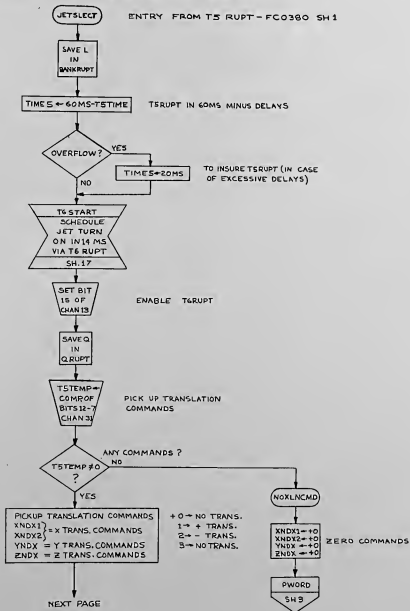 JETSLECT
ENTRY FROM T5 RUPT - FC0380 SH1
SAVE L
IN
BANKRUPT
TIME5 ← 60MS-T5TIME
T5RUPT IN 60MS MINUS DELAYS
OVERFLOW?
YES
NO
TIME5←20MS
TO INSURE T5RUPT (IN CASE
OF EXCESSIVE DELAYS)
T6 START
SCHEDULE
JET TURN
ON IN 14 MS
VIA T6 RUPT
SH.17
SET BIT
15 OF
CHAN 13
ENABLE T6RUPT
SAVE Q
IN
QRUPT
T5TEMP←
COMP. OF
BITS 12-7
CHAN 31
PICK UP TRANSLATION
COMMANDS
ANY COMMANDS?
NO
T5TEMP≠0
?
YES
NOXLNCMD
PICKUP TRANSLATION COMMANDS
XNDX1
XNDX2 } = X TRANS. COMMANDS
YNDX = Y TRANS. COMMANDS
ZNDX = Z TRANS. COMMANDS
+0→ NO TRANS.
1→ + TRANS.
2→ - TRANS.
3→ NO TRANS.
XNDX1←+0
XNDX2←+0
YNDX ←+0
ZNDX ←+0
ZERO COMMANDS
PWORD
SH9
NEXT PAGE